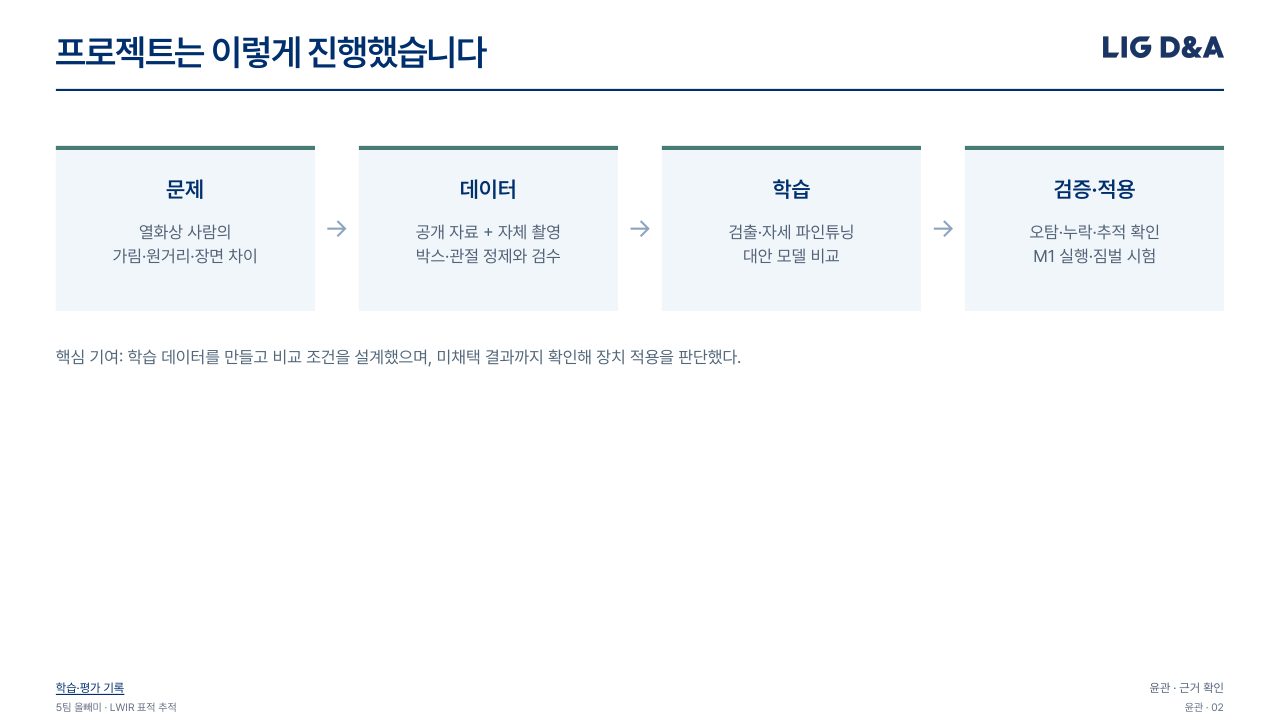 프로젝트는 이렇게 진행했습니다
LIG D&A
문제
열화상 사람의
가림·원거리·장면 차이
→
데이터
공개 자료 + 자체 촬영
박스·관절 정제와 검수
→
학습
검출·자세 파인튜닝
대안 모델 비교
→
검증·적용
오탐·누락·추적 확인
M1 실행·짐벌 시험
핵심 기여: 학습 데이터를 만들고 비교 조건을 설계했으며, 미채택 결과까지 확인해 장치 적용을 판단했다.
학습·평가 기록
5팀 올빼미 · LWIR 표적 추적
윤관 · 근거 확인
윤관 · 02